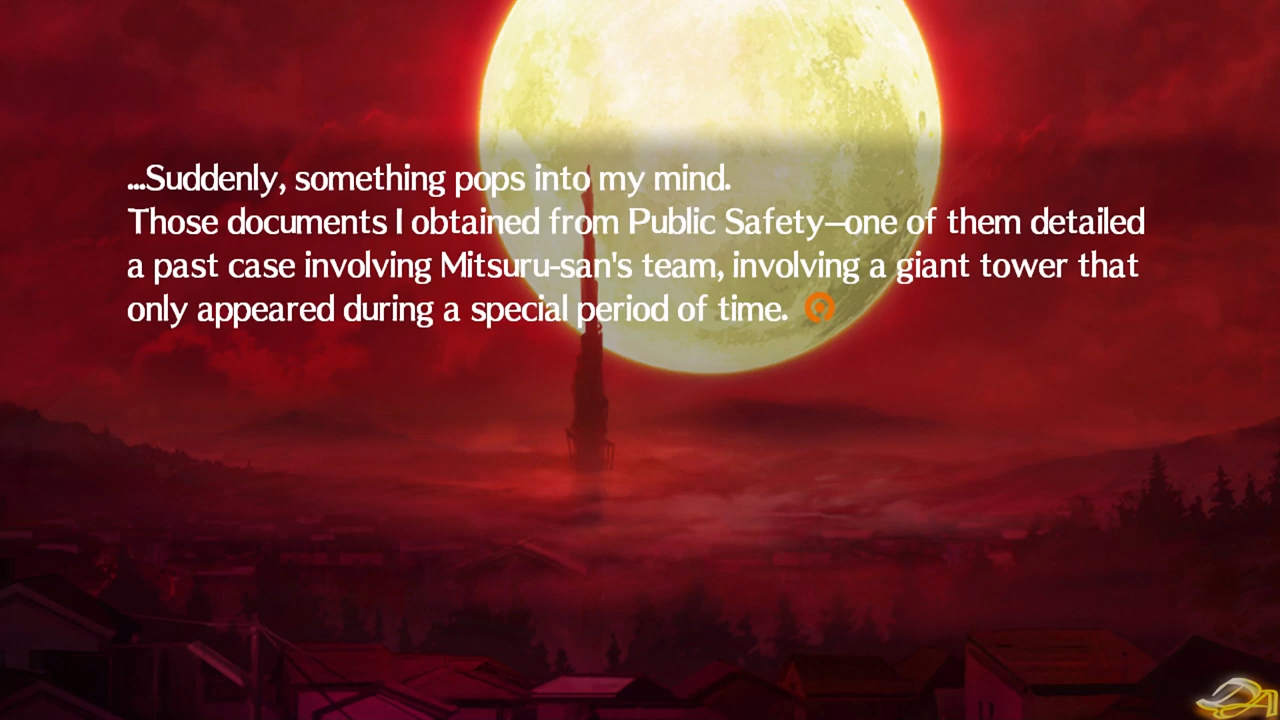 ...Suddenly, something pops into my mind.
Those documents I obtained from Public Safety—one of them detailed
a past case involving Mitsuru-san's team, involving a giant tower that
only appeared during a special period of time.